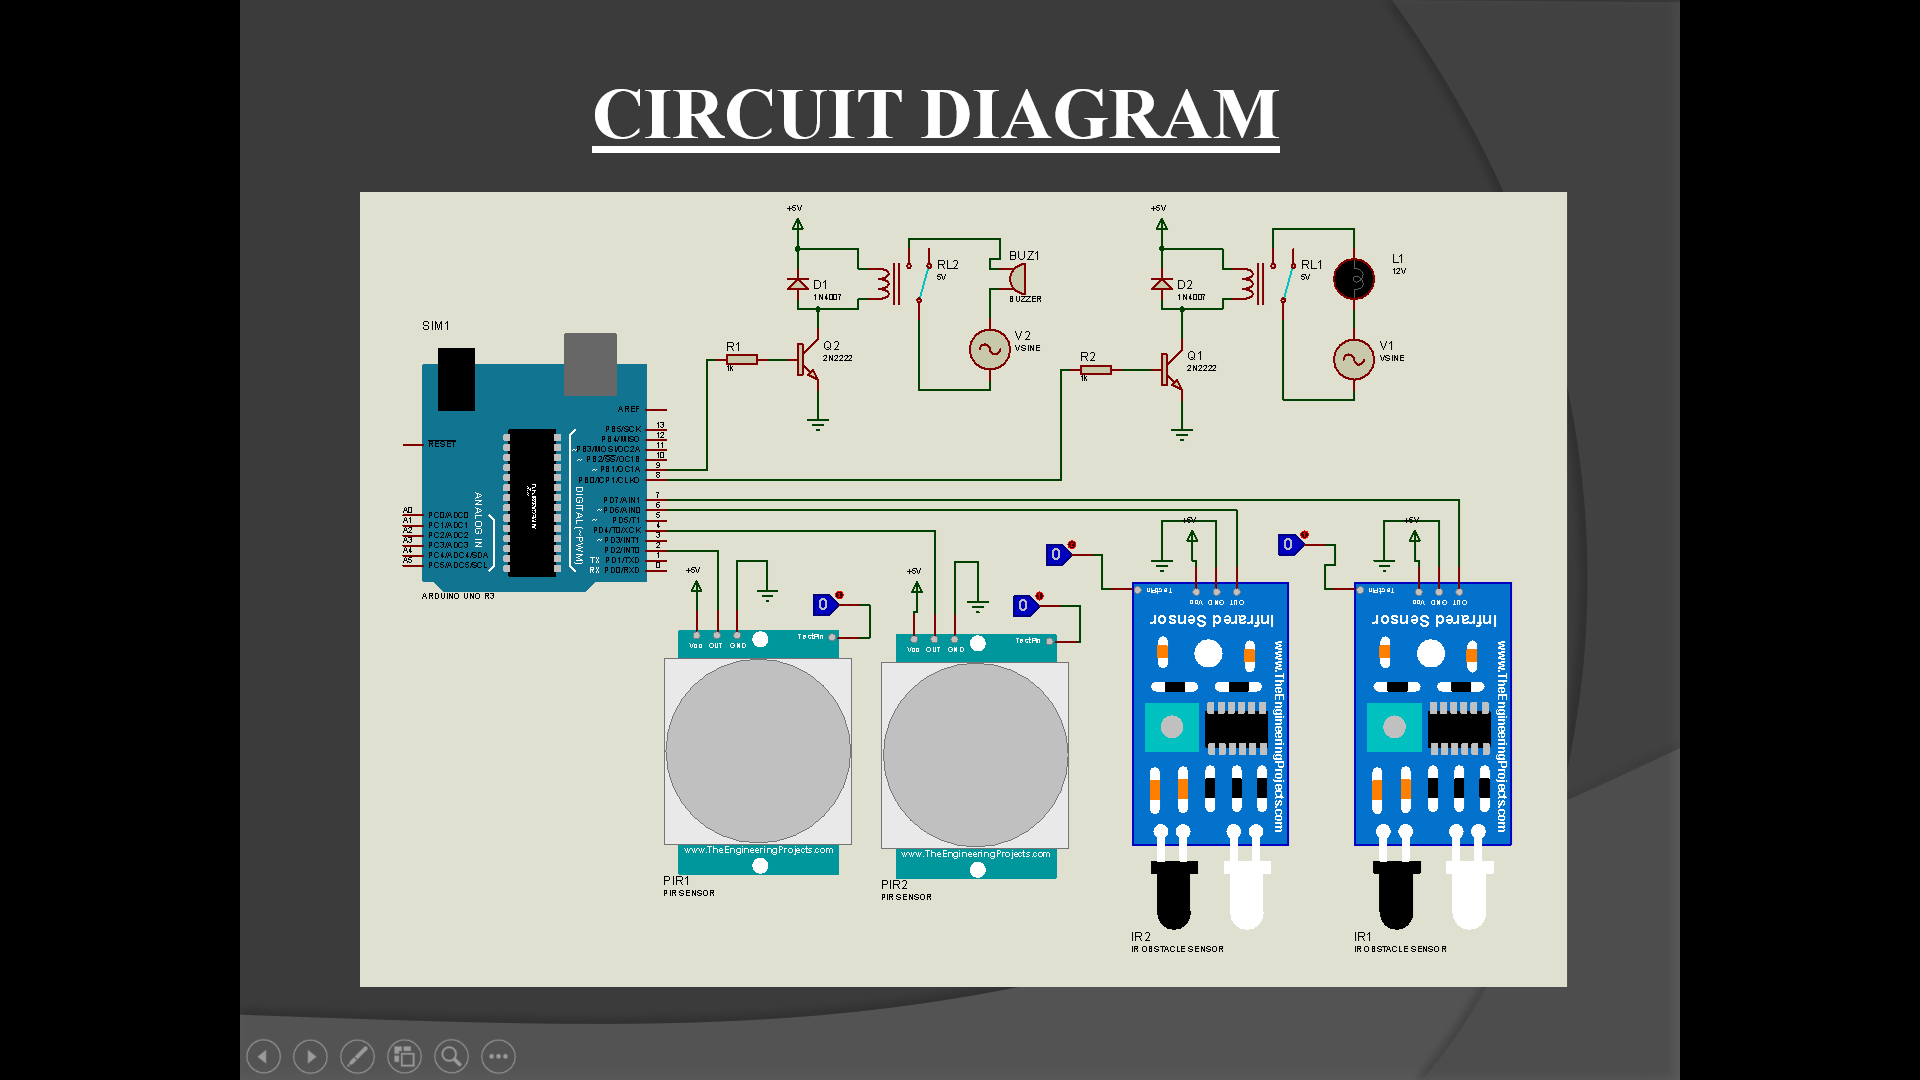 CIRCUIT DIAGRAM
+5V
+5V
D1
1N4007
RL2
5V
BUZ1
BUZZER
D2
1N4007
RL1
5V
L1
12V
SIM1
R1
1k
Q2
2N2222
V2
VSINE
R2
1k
Q1
2N2222
V1
VSINE
AREF
PB5/SCK 13
PB4/MISO 12
~ PB3/MOSI/OC2A 11
~ PB2/SS/OC1B 10
~ PB1/OC1A 9
PB0/ICP1/CLKO 8
PD7/AIN1 7
~ PD6/AIN0 6
~ PD5/T1 5
PD4/T0/XCK 4
~ PD3/INT1 3
PD2/INT0 2
TX PD1/TXD 1
RX PD0/RXD 0
RESET
ANALOG IN
DIGITAL (~PWM)
A0 PC0/ADC0
A1 PC1/ADC1
A2 PC2/ADC2
A3 PC3/ADC3
A4 PC4/ADC4/SDA
A5 PC5/ADC5/SCL
ARDUINO UNO R3
+5V
+5V
+5V
+5V
0
0
0
0
Vcc OUT GND TestPin
Vcc OUT GND TestPin
TestPin Vcc GND OUT
TestPin Vcc GND OUT
Infrared Sensor
Infrared Sensor
www.TheEngineeringProjects.com
www.TheEngineeringProjects.com
www.TheEngineeringProjects.com
www.TheEngineeringProjects.com
PIR1
PIR SENSOR
PIR2
PIR SENSOR
IR2
IR OBSTACLE SENSOR
IR1
IR OBSTACLE SENSOR